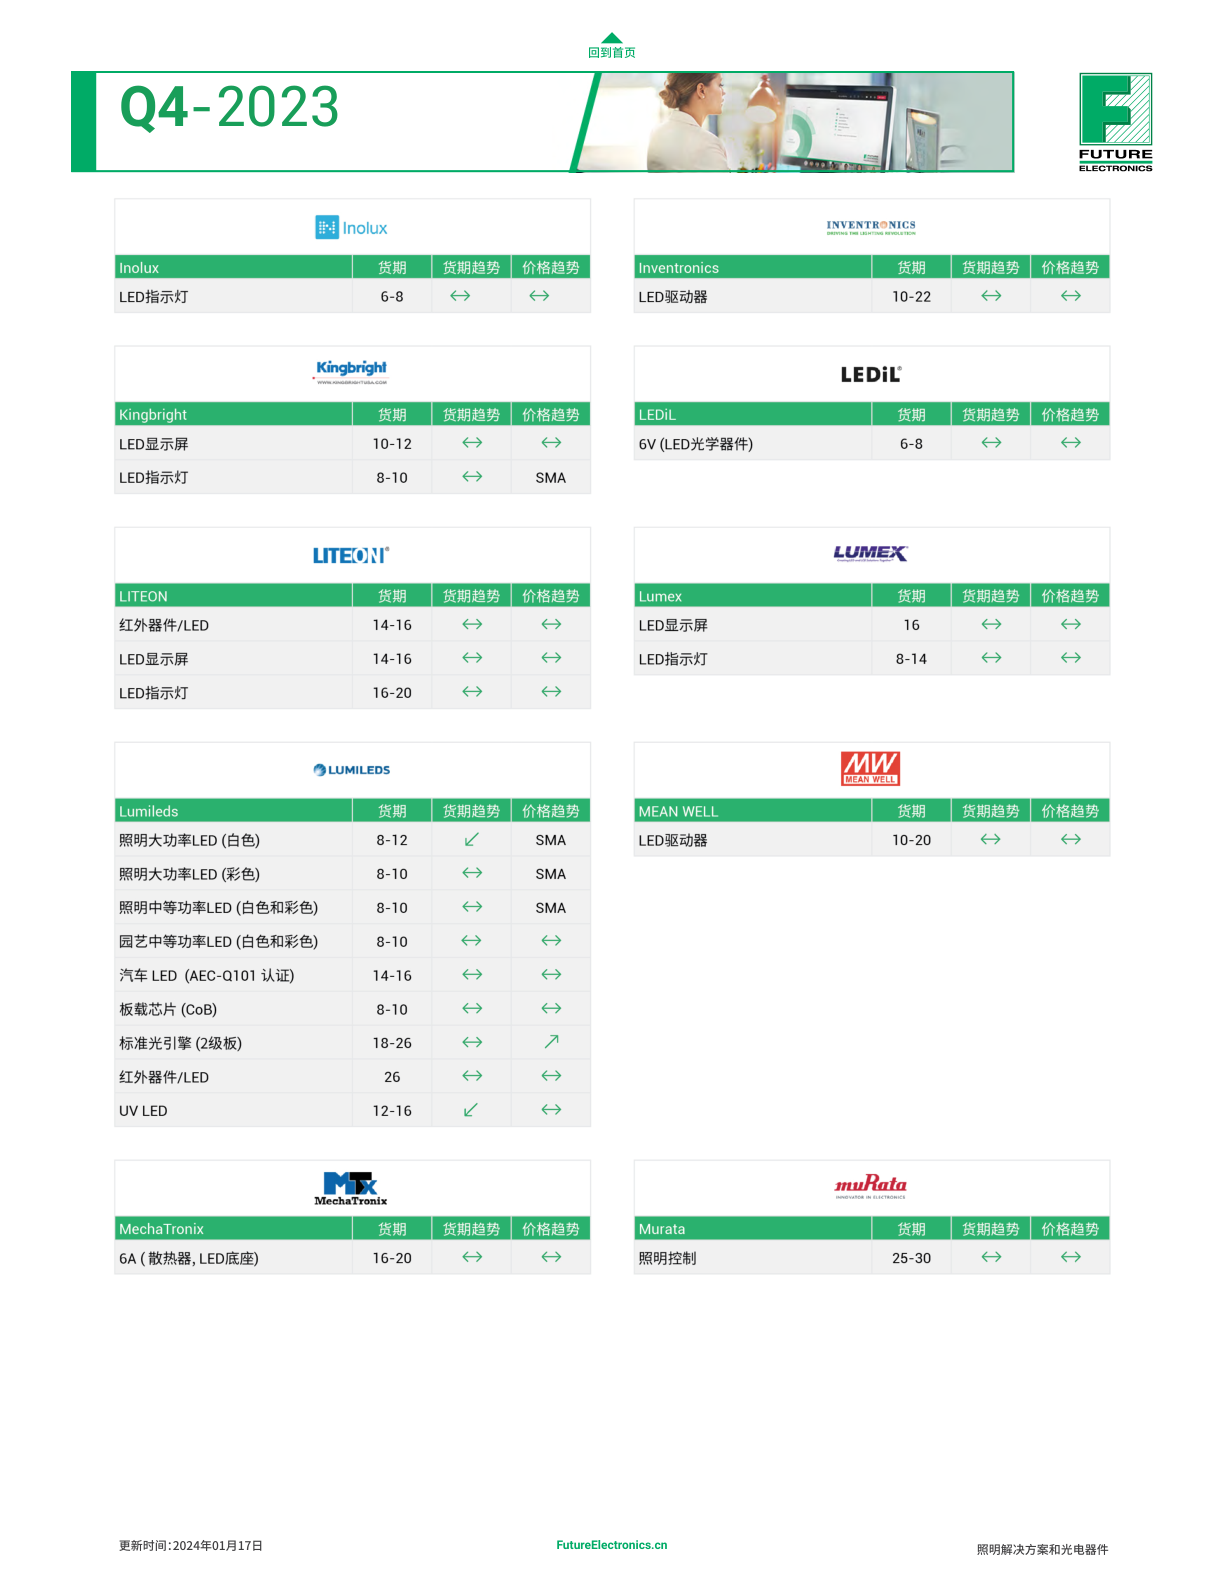 回到首页
Q4-2023
FUTURE
ELECTRONICS
Inolux
Inolux 货期 货期趋势 价格趋势
LED指示灯 6-8 ↔ ↔
INVENTRONICS
DRIVING THE LIGHTING REVOLUTION
Inventronics 货期 货期趋势 价格趋势
LED驱动器 10-22 ↔ ↔
Kingbright
WWW.KINGBRIGHTUSA.COM
Kingbright 货期 货期趋势 价格趋势
LED显示屏 10-12 ↔ ↔
LED指示灯 8-10 ↔ SMA
LEDiL®
LEDiL 货期 货期趋势 价格趋势
6V (LED光学器件) 6-8 ↔ ↔
LITEON®
LITEON 货期 货期趋势 价格趋势
红外器件/LED 14-16 ↔ ↔
LED显示屏 14-16 ↔ ↔
LED指示灯 16-20 ↔ ↔
LUMEX
Lumex 货期 货期趋势 价格趋势
LED显示屏 16 ↔ ↔
LED指示灯 8-14 ↔ ↔
LUMILEDS
Lumileds 货期 货期趋势 价格趋势
照明大功率LED (白色) 8-12 ↙ SMA
照明大功率LED (彩色) 8-10 ↔ SMA
照明中等功率LED (白色和彩色) 8-10 ↔ SMA
园艺中等功率LED (白色和彩色) 8-10 ↔ ↔
汽车 LED (AEC-Q101 认证) 14-16 ↔ ↔
板载芯片 (CoB) 8-10 ↔ ↔
标准光引擎 (2级板) 18-26 ↔ ↗
红外器件/LED 26 ↔ ↔
UV LED 12-16 ↙ ↔
MW
MEAN WELL
MEAN WELL 货期 货期趋势 价格趋势
LED驱动器 10-20 ↔ ↔
MTx
MechaTronix
MechaTronix 货期 货期趋势 价格趋势
6A ( 散热器, LED底座) 16-20 ↔ ↔
muRata
INNOVATOR IN ELECTRONICS
Murata 货期 货期趋势 价格趋势
照明控制 25-30 ↔ ↔
更新时间:2024年01月17日
FutureElectronics.cn
照明解决方案和光电器件